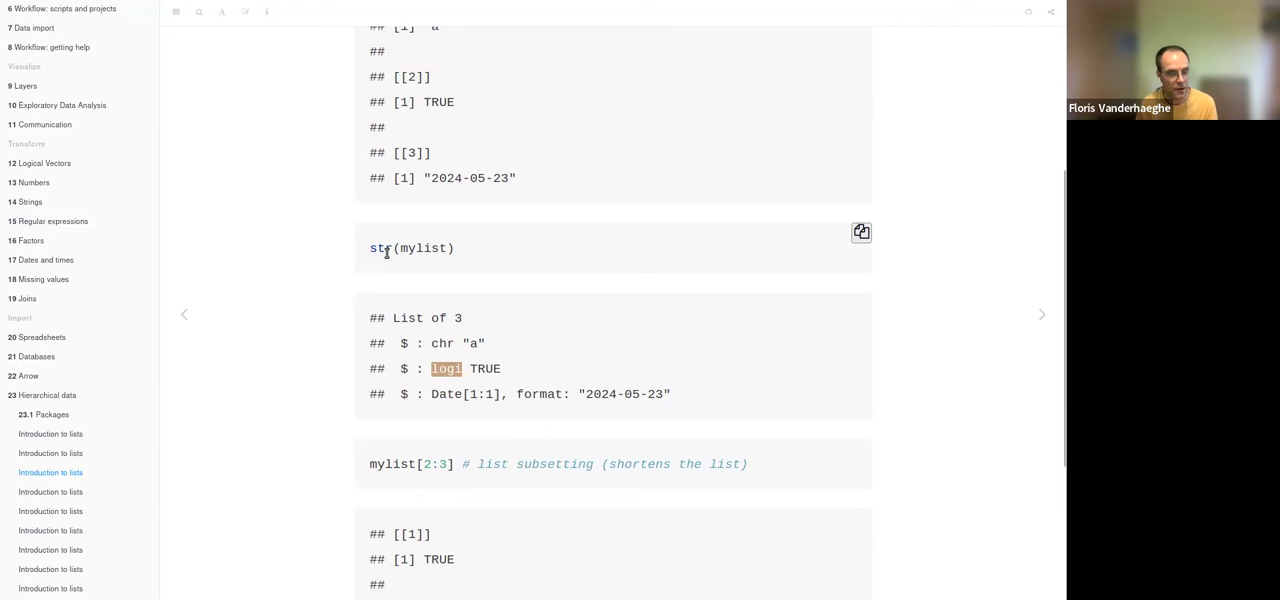 6 Workflow: scripts and projects
7 Data import
8 Workflow: getting help
Visualize
9 Layers
10 Exploratory Data Analysis
11 Communication
Transform
12 Logical Vectors
13 Numbers
14 Strings
15 Regular expressions
16 Factors
17 Dates and times
18 Missing values
19 Joins
Import
20 Spreadsheets
21 Databases
22 Arrow
23 Hierarchical data
23.1 Packages
Introduction to lists
Introduction to lists
Introduction to lists
Introduction to lists
Introduction to lists
Introduction to lists
Introduction to lists
Introduction to lists
Introduction to lists
## [1] "a"
##
## [[2]]
## [1] TRUE
##
## [[3]]
## [1] "2024-05-23"
str(mylist)
## List of 3
##  $ : chr "a"
##  $ : logi TRUE
##  $ : Date[1:1], format: "2024-05-23"
mylist[2:3] # list subsetting (shortens the list)
## [[1]]
## [1] TRUE
##
Floris Vanderhaeghe